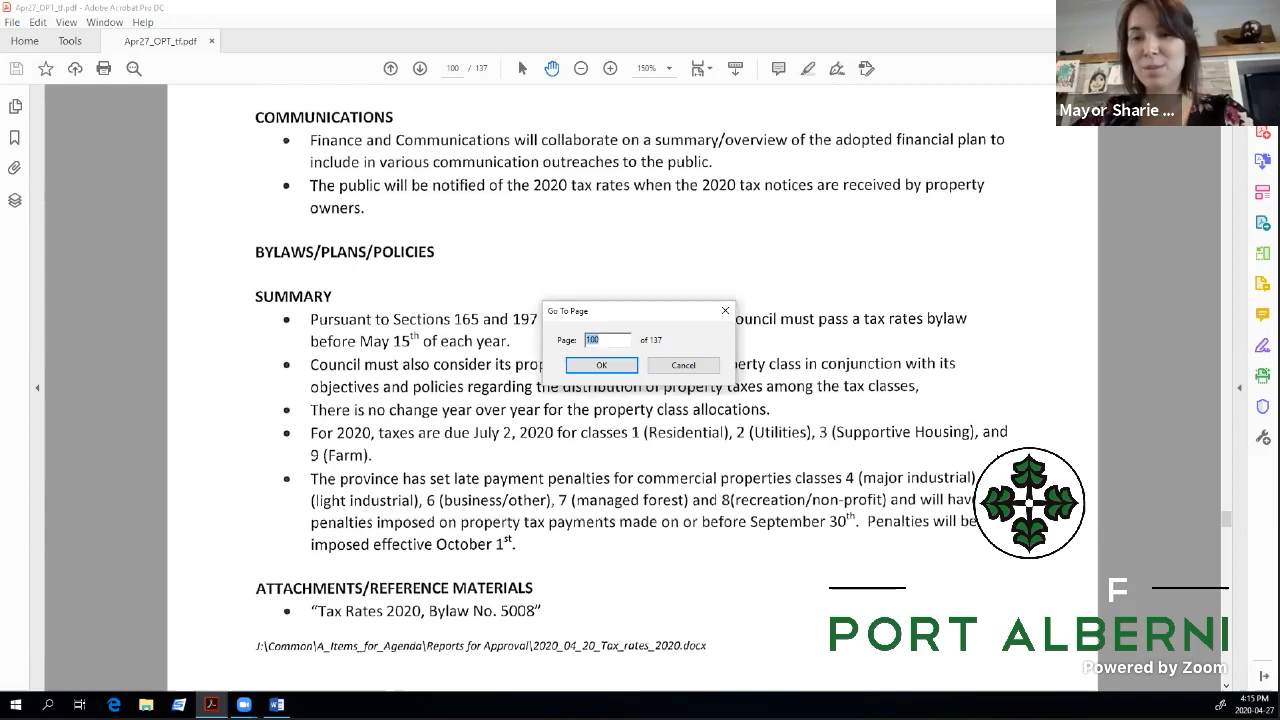 Apr27_OPT_tf.pdf - Adobe Acrobat Pro DC
File Edit View Window Help
Home Tools Apr27_OPT_tf.pdf ×
100 / 137 150%
Mayor Sharie ...
COMMUNICATIONS
• Finance and Communications will collaborate on a summary/overview of the adopted financial plan to
include in various communication outreaches to the public.
• The public will be notified of the 2020 tax rates when the 2020 tax notices are received by property
owners.
BYLAWS/PLANS/POLICIES
SUMMARY
• Pursuant to Sections 165 and 197 ouncil must pass a tax rates bylaw
before May 15th of each year.
• Council must also consider its prop perty class in conjunction with its
objectives and policies regarding the distribution of property taxes among the tax classes,
• There is no change year over year for the property class allocations.
• For 2020, taxes are due July 2, 2020 for classes 1 (Residential), 2 (Utilities), 3 (Supportive Housing), and
9 (Farm).
• The province has set late payment penalties for commercial properties classes 4 (major industrial)
(light industrial), 6 (business/other), 7 (managed forest) and 8(recreation/non-profit) and will have
penalties imposed on property tax payments made on or before September 30th. Penalties will be
imposed effective October 1st.
ATTACHMENTS/REFERENCE MATERIALS
• “Tax Rates 2020, Bylaw No. 5008”
J:\Common\A_Items_for_Agenda\Reports for Approval\2020_04_20_Tax_rates_2020.docx
Go To Page
Page: 100 of 137
OK Cancel
F
PORT ALBERNI
Powered by Zoom
4:15 PM
2020-04-27